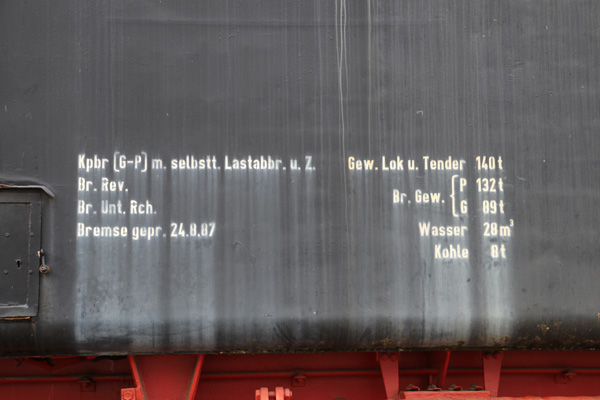 Kpbr (G-P) m. selbstt. Lastabbr. u. Z.
Br. Rev.
Br. Unt. Rch.
Bremse gepr. 24.8.87
Gew. Lok u. Tender 140 t
Br. Gew. P 132 t
G 89 t
Wasser 28 m³
Kohle 8 t